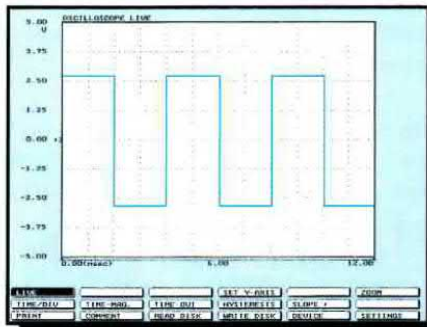 OSCILLOSCOPE LIVE
5.00
V
3.75
2.50
1.25
0.00
-1.25
-2.50
-3.75
-5.00
0.00(msec) 6.00 12.00
LIVE SET Y-AXIS ZOOM
TIME/DIV TIME-MAG. TIME OUT HYSTERESIS SLOPE
PRINT COMMENT READ DISK WRITE DISK DEVICE SETTINGS